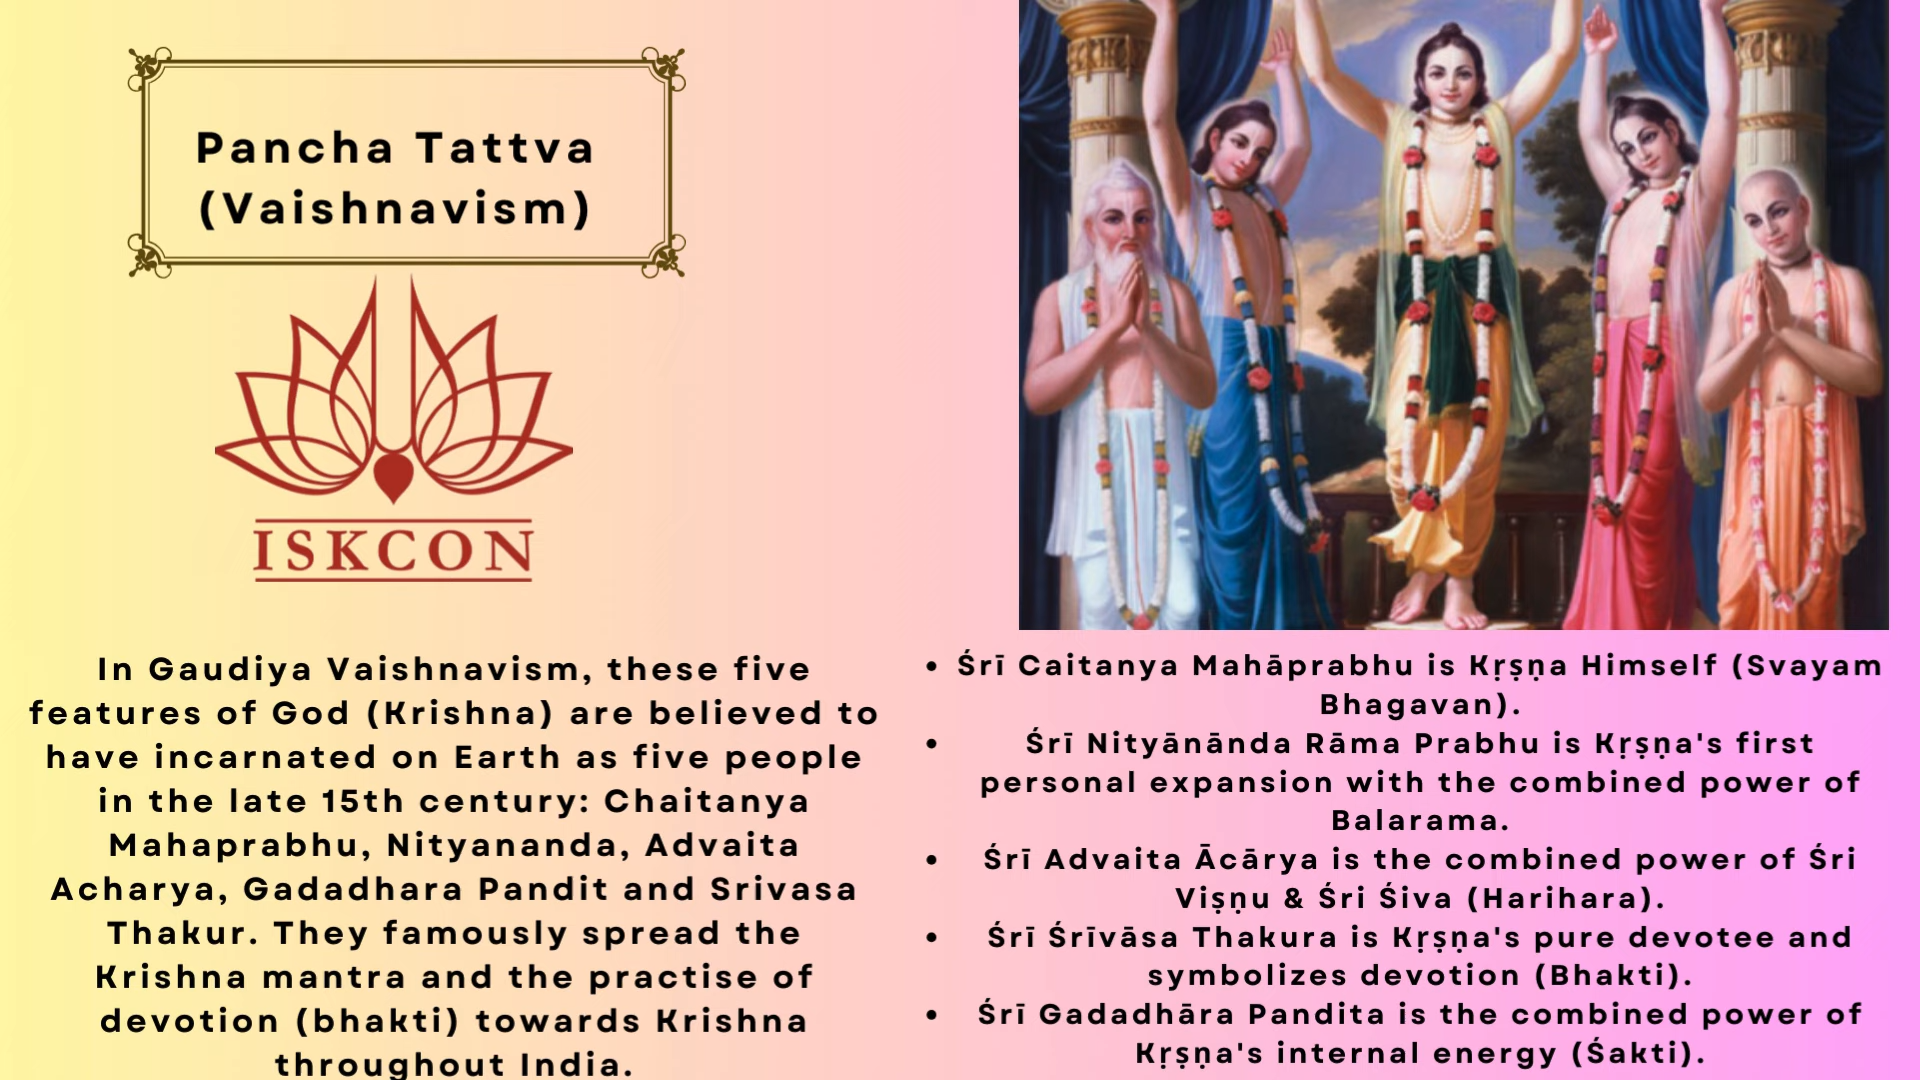 Pancha Tattva
(Vaishnavism)
ISKCON
In Gaudiya Vaishnavism, these five
features of God (Krishna) are believed to
have incarnated on Earth as five people
in the late 15th century: Chaitanya
Mahaprabhu, Nityananda, Advaita
Acharya, Gadadhara Pandit and Srivasa
Thakur. They famously spread the
Krishna mantra and the practise of
devotion (bhakti) towards Krishna
throughout India.
• Śrī Caitanya Mahāprabhu is Kṛṣṇa Himself (Svayam
Bhagavan).
• Śrī Nityānānda Rāma Prabhu is Kṛṣṇa's first
personal expansion with the combined power of
Balarama.
• Śrī Advaita Ācārya is the combined power of Śri
Viṣṇu & Śri Śiva (Harihara).
• Śrī Śrīvāsa Thakura is Kṛṣṇa's pure devotee and
symbolizes devotion (Bhakti).
• Śrī Gadadhāra Pandita is the combined power of
Kṛṣṇa's internal energy (Śakti).